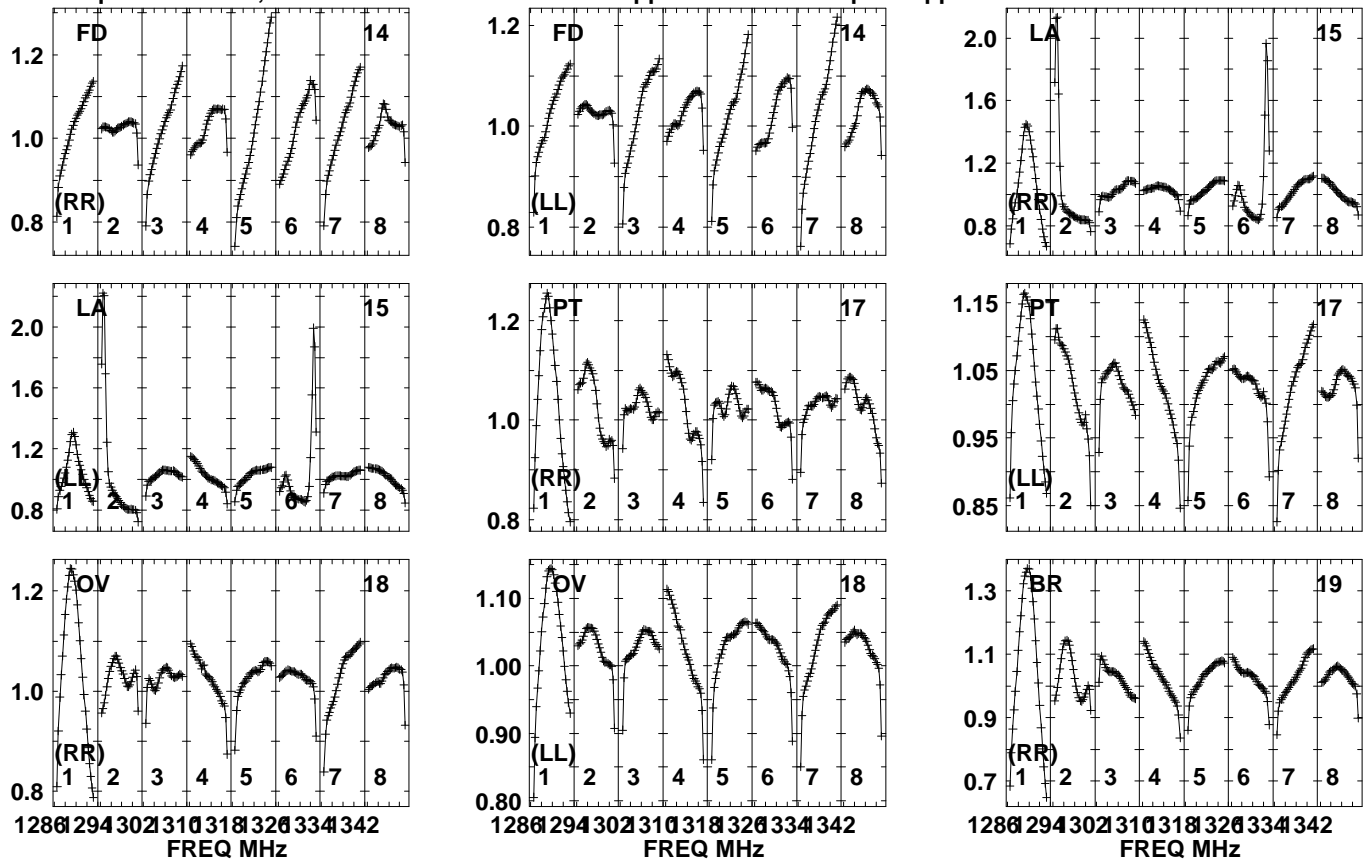 FD 14
1.2
1.0
0.8
(RR)
1 2 3 4 5 6 7 8
FD 14
1.2
1.0
0.8
(LL)
1 2 3 4 5 6 7 8
LA 15
2.0
1.6
1.2
0.8
(RR)
1 2 3 4 5 6 7 8
LA 15
2.0
1.6
1.2
0.8
(LL)
1 2 3 4 5 6 7 8
PT 17
1.2
1.0
0.8
(RR)
1 2 3 4 5 6 7 8
PT 17
1.15
1.05
0.95
0.85
(LL)
1 2 3 4 5 6 7 8
OV 18
1.2
1.0
0.8
(RR)
1 2 3 4 5 6 7 8
1286 1294 1302 1310 1318 1326 1334 1342
FREQ MHz
OV 18
1.10
1.00
0.90
0.80
(LL)
1 2 3 4 5 6 7 8
1286 1294 1302 1310 1318 1326 1334 1342
FREQ MHz
BR 19
1.3
1.1
0.9
0.7
(RR)
1 2 3 4 5 6 7 8
1286 1294 1302 1310 1318 1326 1334 1342
FREQ MHz